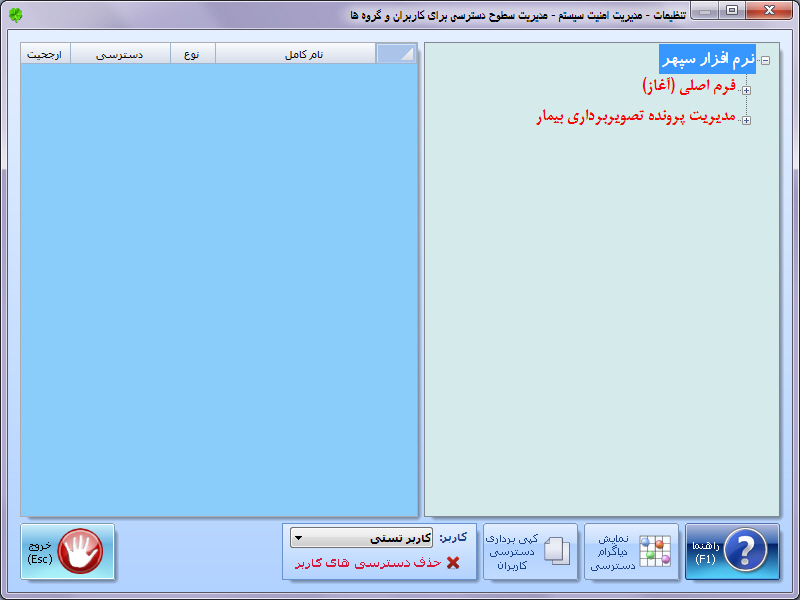 تنظیمات - مدیریت امنیت سیستم - مدیریت سطوح دسترسی برای کاربران و گروه ها
نرم افزار سپهر
فرم اصلی (آغاز)
مدیریت پرونده تصویربرداری بیمار
نام کامل
نوع
دسترسی
ارجحیت
راهنما
(F1)
نمایش
دیاگرام
دسترسی
کپی برداری
دسترسی
کاربران
کاربر:
کاربر تستی
حذف دسترسی های کاربر
خروج
(Esc)